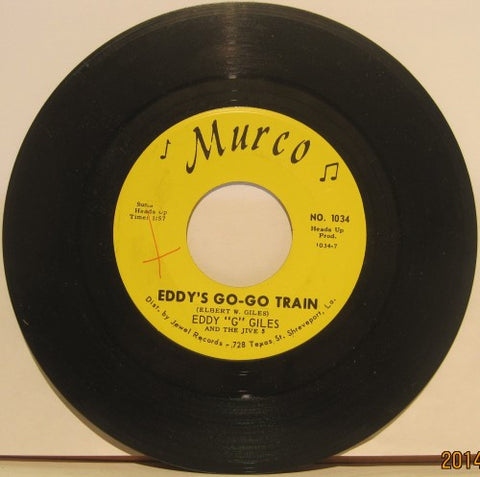 Murco
Heads Up
Time: 1:57
NO. 1034
Heads Up
Prod.
1034-7
EDDY'S GO-GO TRAIN
(ELBERT W. GILES)
EDDY "G" GILES
AND THE JIVE 5
Dist. by Jewel Records - 728 Texas St. Shreveport, La.
2014